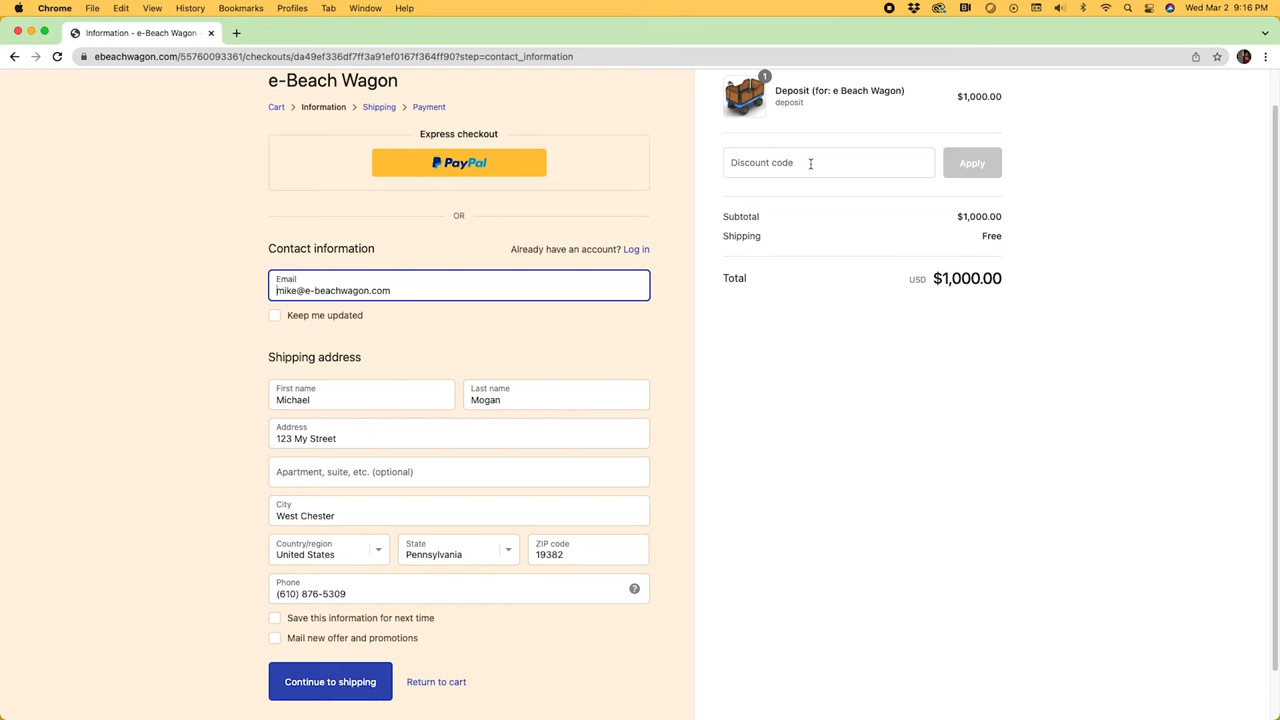 Chrome File Edit View History Bookmarks Profiles Tab Window Help Wed Mar 2 9:16 PM
Information - e-Beach Wagon
ebeachwagon.com/55760093361/checkouts/da49ef336df7ff3a91ef0167f364ff90?step=contact_information
e-Beach Wagon
Cart > Information > Shipping > Payment
Express checkout
PayPal
OR
Contact information
Already have an account? Log in
Email
mike@e-beachwagon.com
Keep me updated
Shipping address
First name
Michael
Last name
Mogan
Address
123 My Street
Apartment, suite, etc. (optional)
City
West Chester
Country/region
United States
State
Pennsylvania
ZIP code
19382
Phone
(610) 876-5309
Save this information for next time
Mail new offer and promotions
Continue to shipping
Return to cart
1
Deposit (for: e Beach Wagon)
deposit
$1,000.00
Discount code
Apply
Subtotal $1,000.00
Shipping Free
Total USD $1,000.00